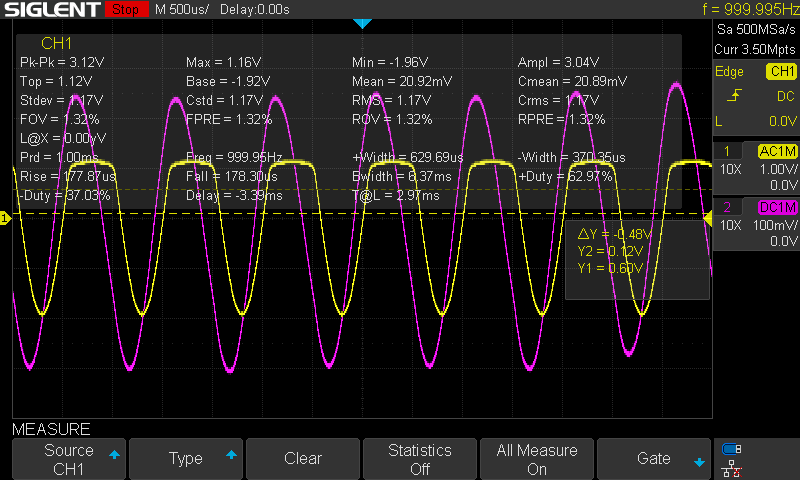 SIGLENT Stop M 500us/ Delay:0.00s f = 999.995Hz
Sa 500MSa/s
Curr 3.50Mpts
CH1
Pk-Pk = 3.12V Max = 1.16V Min = -1.96V Ampl = 3.04V
Top = 1.12V Base = -1.92V Mean = 20.92mV Cmean = 20.89mV
Stdev = 1.17V Cstd = 1.17V RMS = 1.17V Crms = 1.17V
FOV = 1.32% FPRE = 1.32% ROV = 1.32% RPRE = 1.32%
L@X = 0.00yV
Prd = 1.00ms Freq = 999.95Hz +Width = 629.69us -Width = 370.35us
Rise = 177.87us Fall = 178.30us Bwidth = 6.37ms +Duty = 62.97%
-Duty = 37.03% Delay = -3.39ms T@L = 2.97ms
Edge CH1
DC
L 0.0V
1 AC1M
10X 1.00V/
0.0V
2 DC1M
10X 100mV/
0.0V
1
△Y = -0.48V
Y2 = 0.12V
Y1 = 0.60V
MEASURE
Source
CH1
Type
Clear
Statistics
Off
All Measure
On
Gate